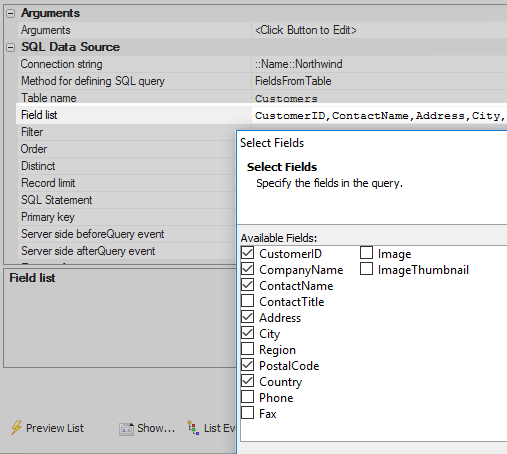 Arguments
Arguments <Click Button to Edit>
SQL Data Source
Connection string ::Name::Northwind
Method for defining SQL query FieldsFromTable
Table name Customers
Field list CustomerID,ContactName,Address,City,
Filter
Order
Distinct
Record limit
SQL Statement
Primary key
Server side beforeQuery event
Server side afterQuery event
Field list
Preview List Show... List Ev
Select Fields
Select Fields
Specify the fields in the query.
Available Fields:
CustomerID Image
CompanyName ImageThumbnail
ContactName
ContactTitle
Address
City
Region
PostalCode
Country
Phone
Fax